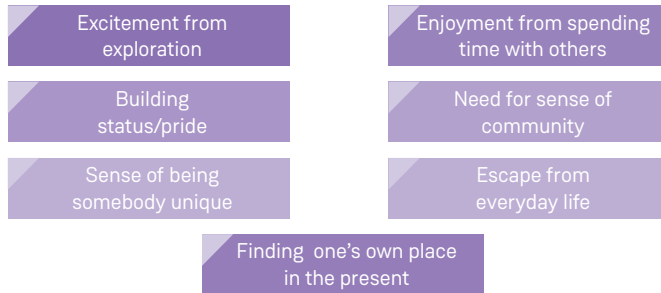 Excitement from
exploration
Enjoyment from spending
time with others
Building
status/pride
Need for sense of
community
Sense of being
somebody unique
Escape from
everyday life
Finding one's own place
in the present